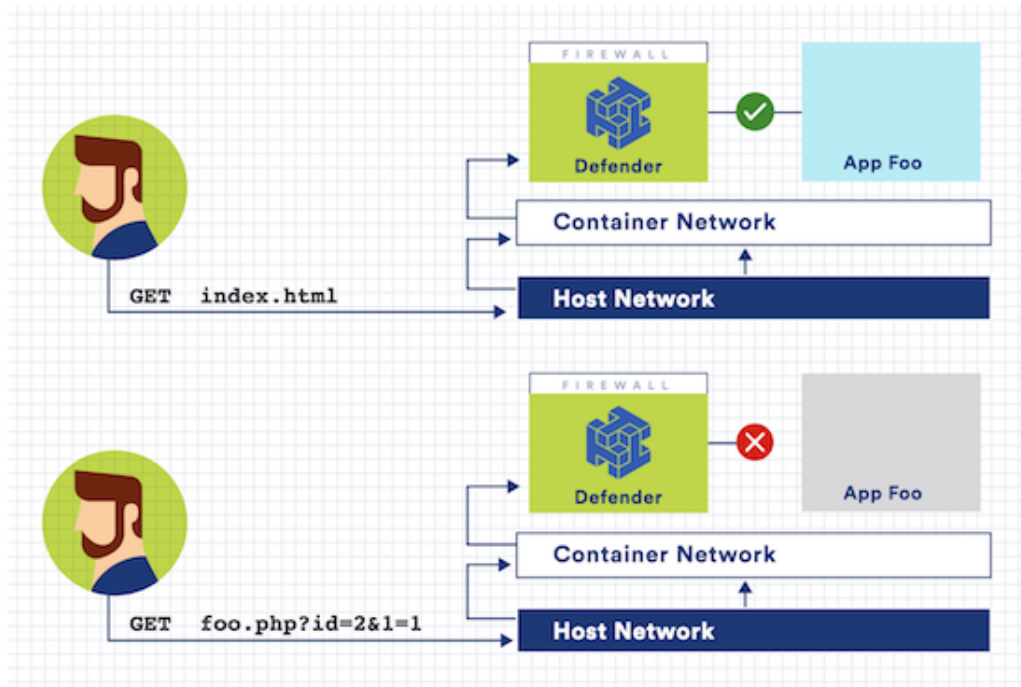 FIREWALL
Defender
App Foo
Container Network
GET index.html
Host Network
FIREWALL
Defender
App Foo
Container Network
GET foo.php?id=2&1=1
Host Network